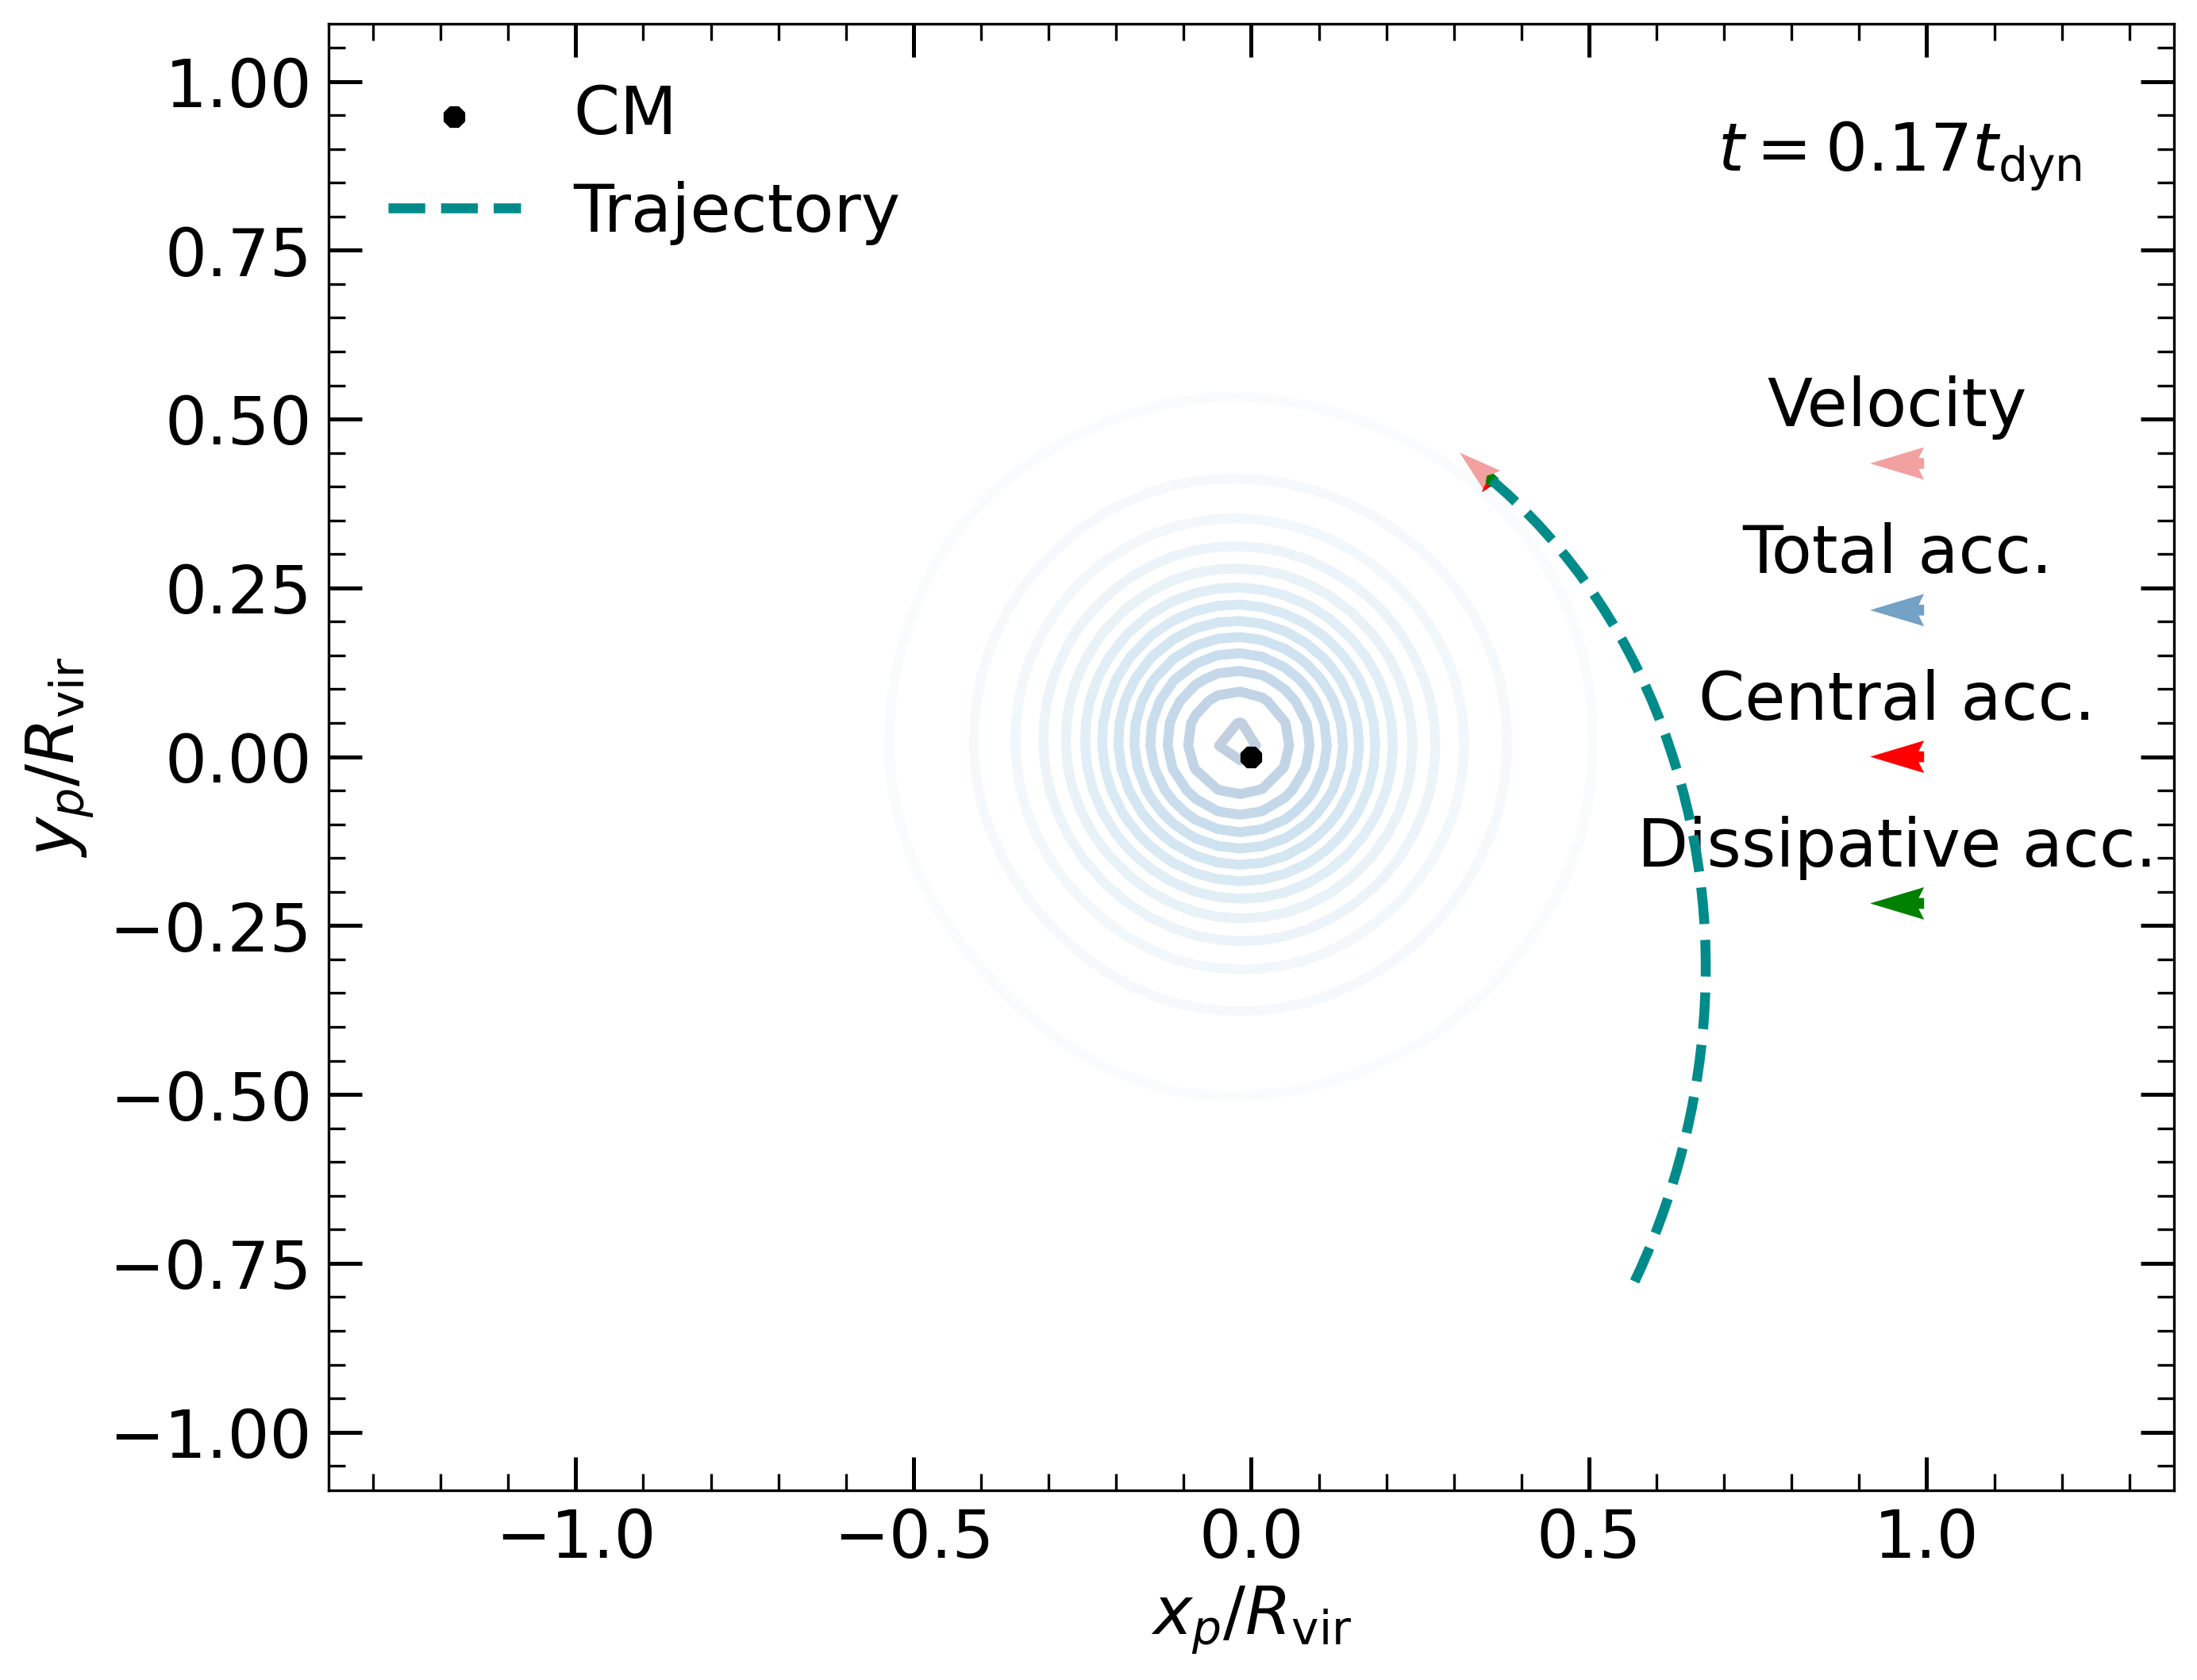 CM
Trajectory
t = 0.17t_dyn
Velocity
Total acc.
Central acc.
Dissipative acc.
1.00
0.75
0.50
0.25
0.00
−0.25
−0.50
−0.75
−1.00
y_p/R_vir
−1.0 −0.5 0.0 0.5 1.0
x_p/R_vir